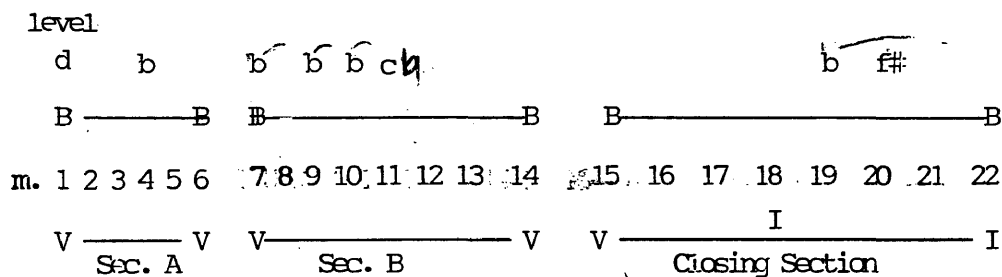 level
d b b b b c♮ b f#
B B B B B B
m. 1 2 3 4 5 6 7 8 9 10 11 12 13 14 15 16 17 18 19 20 21 22
I
V V V V V I
Sec. A Sec. B Closing Section